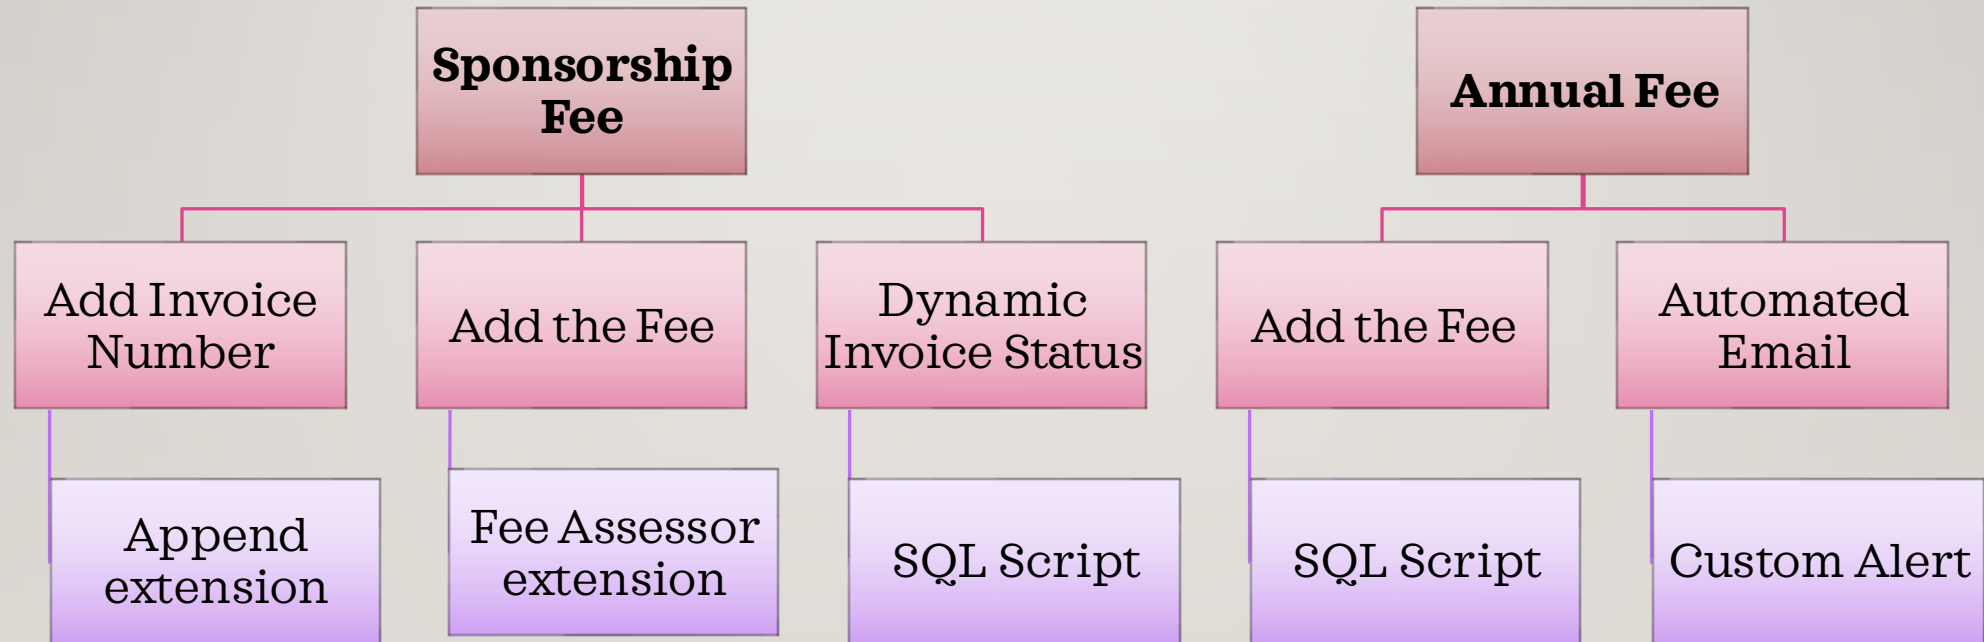 Sponsorship
Fee
Annual Fee
Add Invoice
Number
Add the Fee
Dynamic
Invoice Status
Add the Fee
Automated
Email
Append
extension
Fee Assessor
extension
SQL Script
SQL Script
Custom Alert